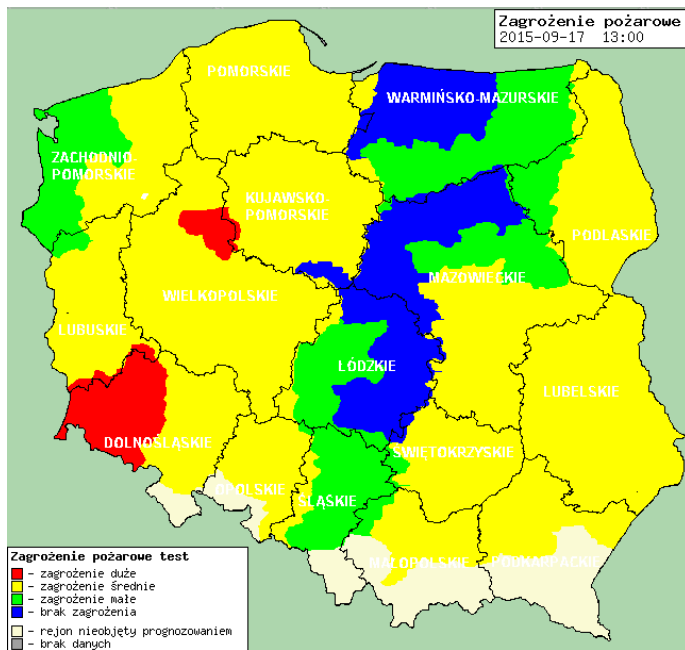 Zagrożenie pożarowe
2015-09-17 13:00
POMORSKIE
WARMIŃSKO-MAZURSKIE
ZACHODNIO-
POMORSKIE
KUJAWSKO-
POMORSKIE
PODLASKIE
MAZOWIECKIE
WIELKOPOLSKIE
LUBUSKIE
ŁÓDZKIE
LUBELSKIE
DOLNOŚLĄSKIE
ŚWIĘTOKRZYSKIE
OPOLSKIE
ŚLĄSKIE
MAŁOPOLSKIE
PODKARPACKIE
Zagrożenie pożarowe test
– zagrożenie duże
– zagrożenie średnie
– zagrożenie małe
– brak zagrożenia
– rejon nieobjęty prognozowaniem
– brak danych